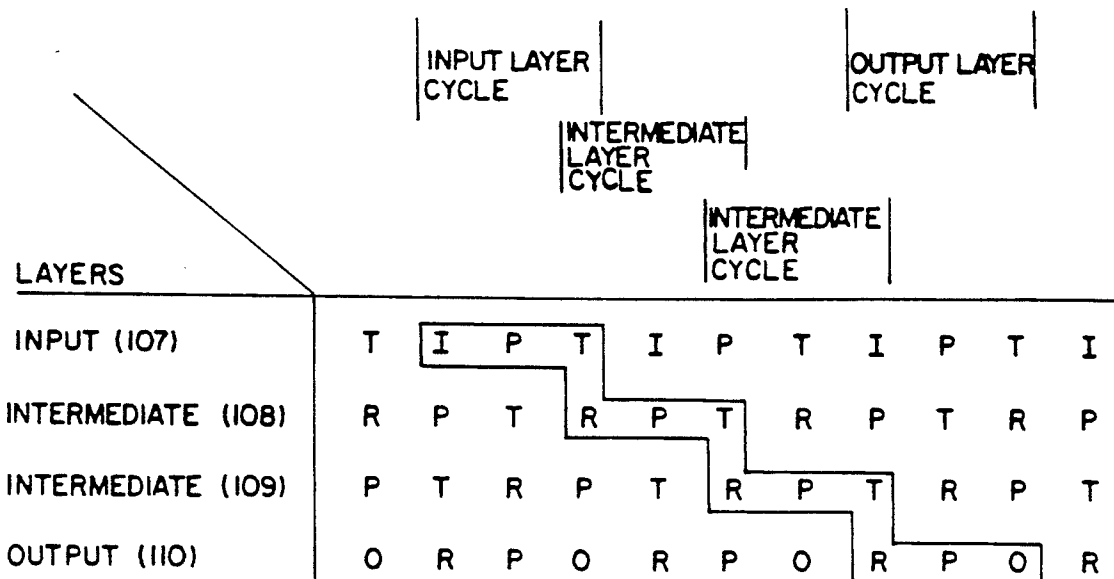 INPUT LAYER
CYCLE
OUTPUT LAYER
CYCLE
INTERMEDIATE
LAYER
CYCLE
INTERMEDIATE
LAYER
CYCLE
LAYERS
INPUT (107) T I P T I P T I P T I
INTERMEDIATE (108) R P T R P T R P T R P
INTERMEDIATE (109) P T R P T R P T R P T
OUTPUT (110) O R P O R P O R P O R